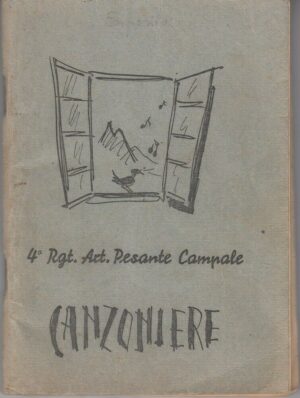 4° Rgt. Art. Pesante Campale
CANZONIERE